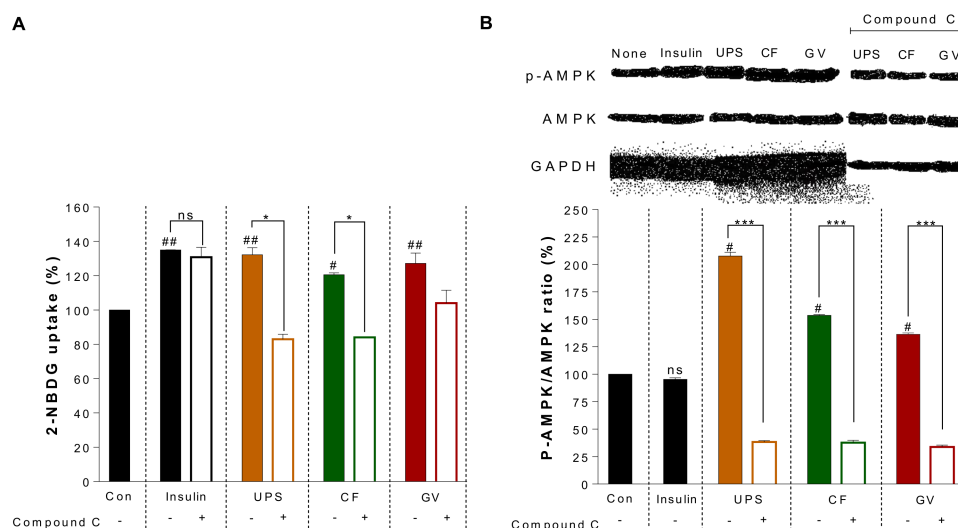 A
2-NBDG uptake (%)
160
140
120
100
80
60
40
20
0
ns
*
*
##
##
#
##
Con
Insulin
UPS
CF
GV
Compound C - - + - + - + - +
B
Compound C
None Insulin UPS CF GV UPS CF GV
p-AMPK
AMPK
GAPDH
P-AMPK/AMPK ratio (%)
250
225
200
175
150
125
100
75
50
25
0
***
***
***
#
#
#
ns
Con
Insulin
UPS
CF
GV
Compound C - - - + - + - +